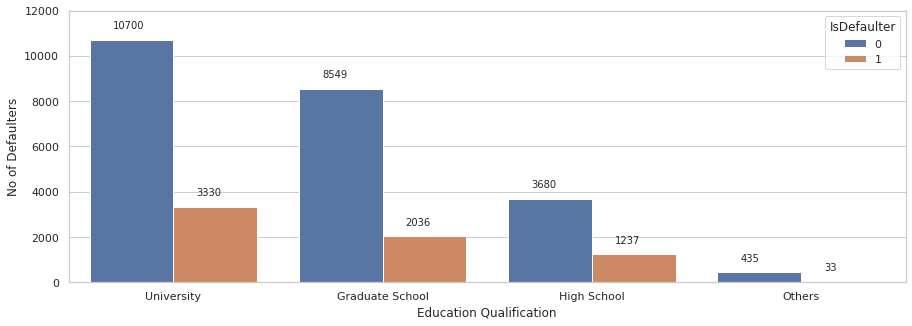 12000
10000
8000
6000
4000
2000
0
No of Defaulters
10700
3330
8549
2036
3680
1237
435
33
IsDefaulter
0
1
University
Graduate School
High School
Others
Education Qualification